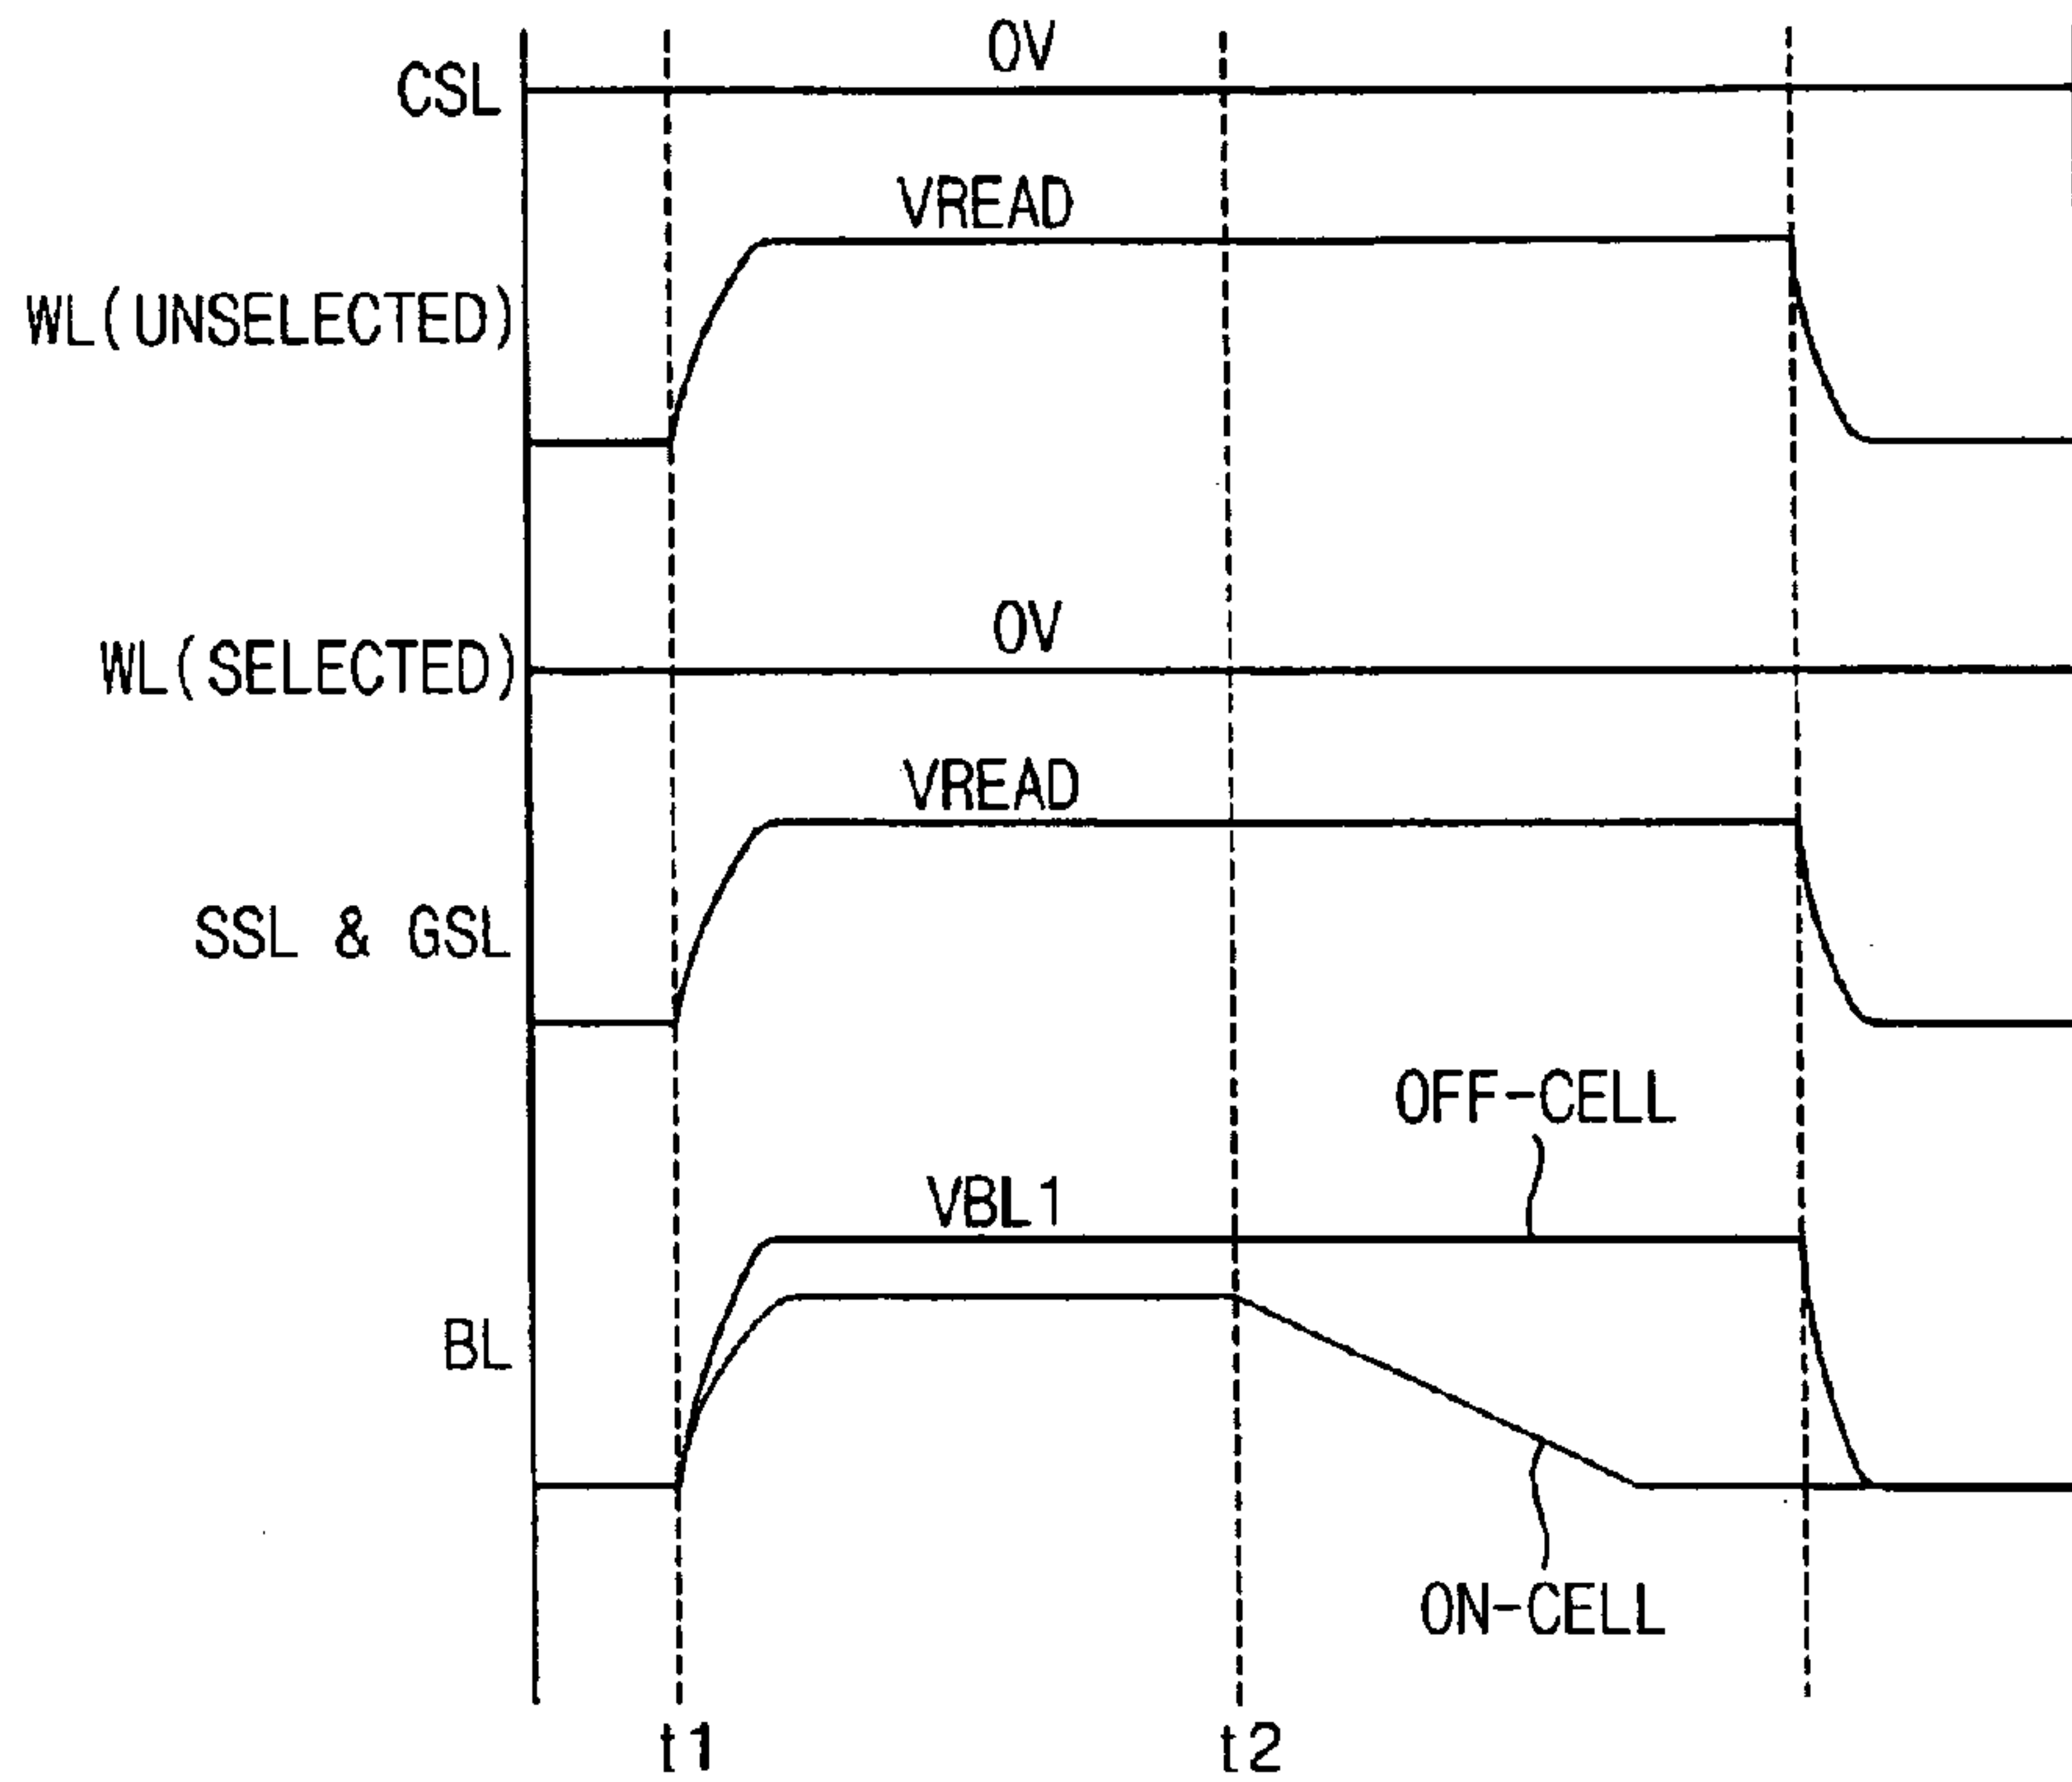 0V
CSL
VREAD
WL(UNSELECTED)
0V
WL(SELECTED)
VREAD
SSL & GSL
OFF-CELL
VBL1
BL
ON-CELL
t1 t2